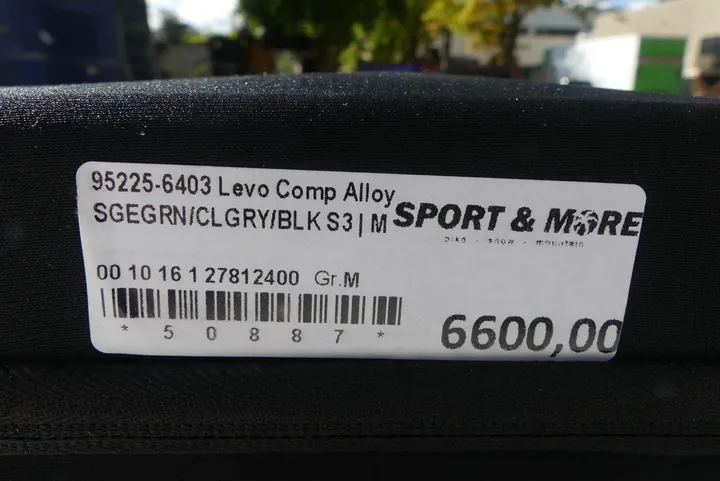 95225-6403 Levo Comp Alloy
SGEGRN/CLGRY/BLK S3 | M
SPORT & MORE
bike - snow - mountain
00 10 16 1 27812400 Gr.M
* 5 0 8 8 7 *
6600,00